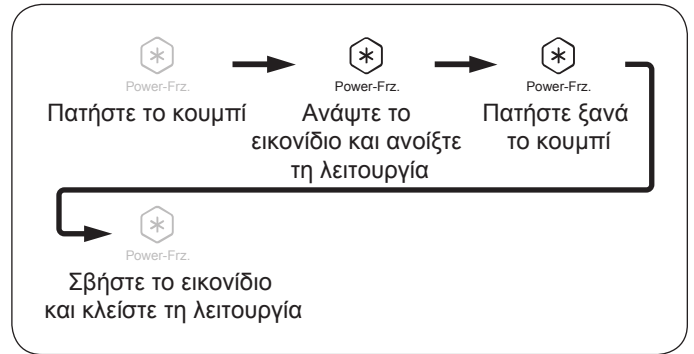 Power-Frz.
Πατήστε το κουμπί
Power-Frz.
Ανάψτε το
εικονίδιο και ανοίξτε
τη λειτουργία
Power-Frz.
Πατήστε ξανά
το κουμπί
Power-Frz.
Σβήστε το εικονίδιο
και κλείστε τη λειτουργία